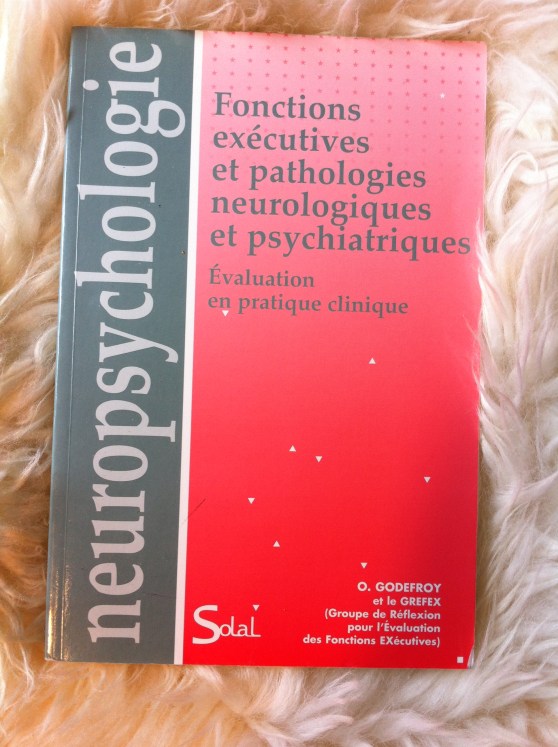 neuropsychologie
Fonctions
exécutives
et pathologies
neurologiques
et psychiatriques
Évaluation
en pratique clinique
O. GODEFROY
et le GREFEX
(Groupe de Réflexion
pour l'Évaluation
des Fonctions EXécutives)
SolaL